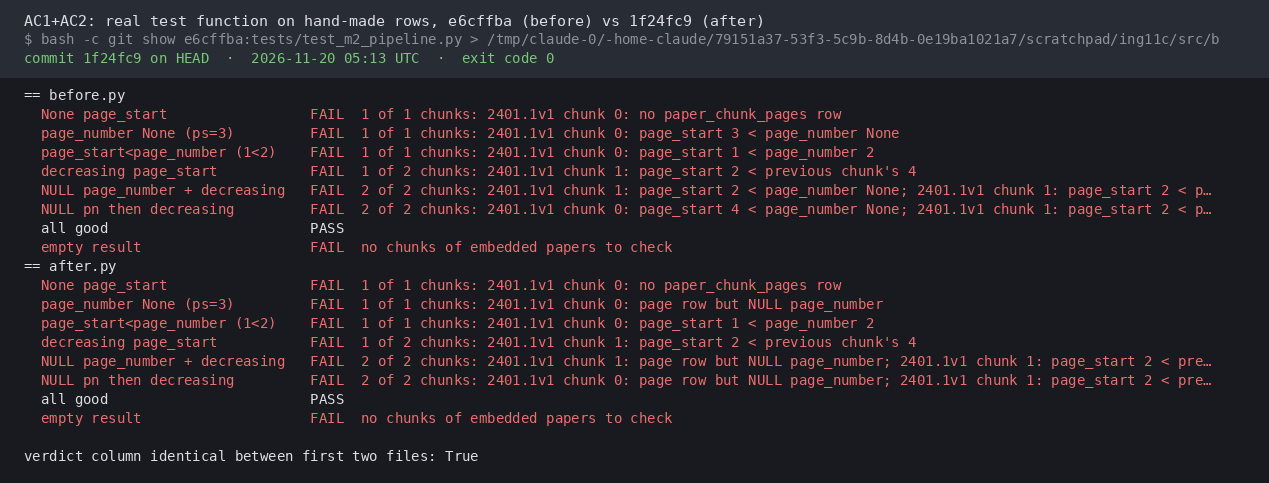 AC1+AC2: real test function on hand-made rows, e6cffba (before) vs 1f24fc9 (after)
$ bash -c git show e6cffba:tests/test_m2_pipeline.py > /tmp/claude-0/-home-claude/79151a37-53f3-5c9b-8d4b-0e19ba1021a7/scratchpad/ing11c/src/b
commit 1f24fc9 on HEAD · 2026-11-20 05:13 UTC · exit code 0
== before.py
None page_start FAIL 1 of 1 chunks: 2401.1v1 chunk 0: no paper_chunk_pages row
page_number None (ps=3) FAIL 1 of 1 chunks: 2401.1v1 chunk 0: page_start 3 < page_number None
page_start<page_number (1<2) FAIL 1 of 1 chunks: 2401.1v1 chunk 0: page_start 1 < page_number 2
decreasing page_start FAIL 1 of 2 chunks: 2401.1v1 chunk 1: page_start 2 < previous chunk's 4
NULL page_number + decreasing FAIL 2 of 2 chunks: 2401.1v1 chunk 1: page_start 2 < page_number None; 2401.1v1 chunk 1: page_start 2 < p…
NULL pn then decreasing FAIL 2 of 2 chunks: 2401.1v1 chunk 0: page_start 4 < page_number None; 2401.1v1 chunk 1: page_start 2 < p…
all good PASS
empty result FAIL no chunks of embedded papers to check
== after.py
None page_start FAIL 1 of 1 chunks: 2401.1v1 chunk 0: no paper_chunk_pages row
page_number None (ps=3) FAIL 1 of 1 chunks: 2401.1v1 chunk 0: page row but NULL page_number
page_start<page_number (1<2) FAIL 1 of 1 chunks: 2401.1v1 chunk 0: page_start 1 < page_number 2
decreasing page_start FAIL 1 of 2 chunks: 2401.1v1 chunk 1: page_start 2 < previous chunk's 4
NULL page_number + decreasing FAIL 2 of 2 chunks: 2401.1v1 chunk 1: page row but NULL page_number; 2401.1v1 chunk 1: page_start 2 < pre…
NULL pn then decreasing FAIL 2 of 2 chunks: 2401.1v1 chunk 0: page row but NULL page_number; 2401.1v1 chunk 1: page_start 2 < pre…
all good PASS
empty result FAIL no chunks of embedded papers to check
verdict column identical between first two files: True